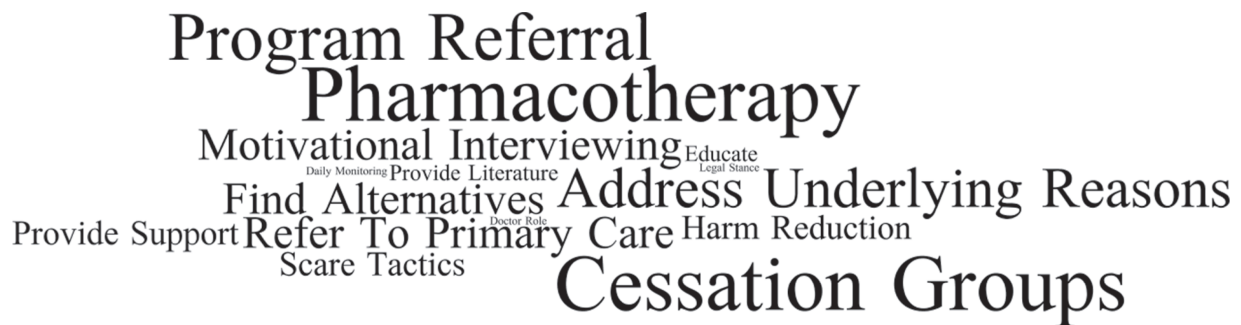 Program Referral
Pharmacotherapy
Motivational Interviewing
Educate
Legal Stance
Daily Monitoring
Provide Literature
Address Underlying Reasons
Find Alternatives
Doctor Role
Provide Support
Refer To Primary Care
Harm Reduction
Scare Tactics
Cessation Groups